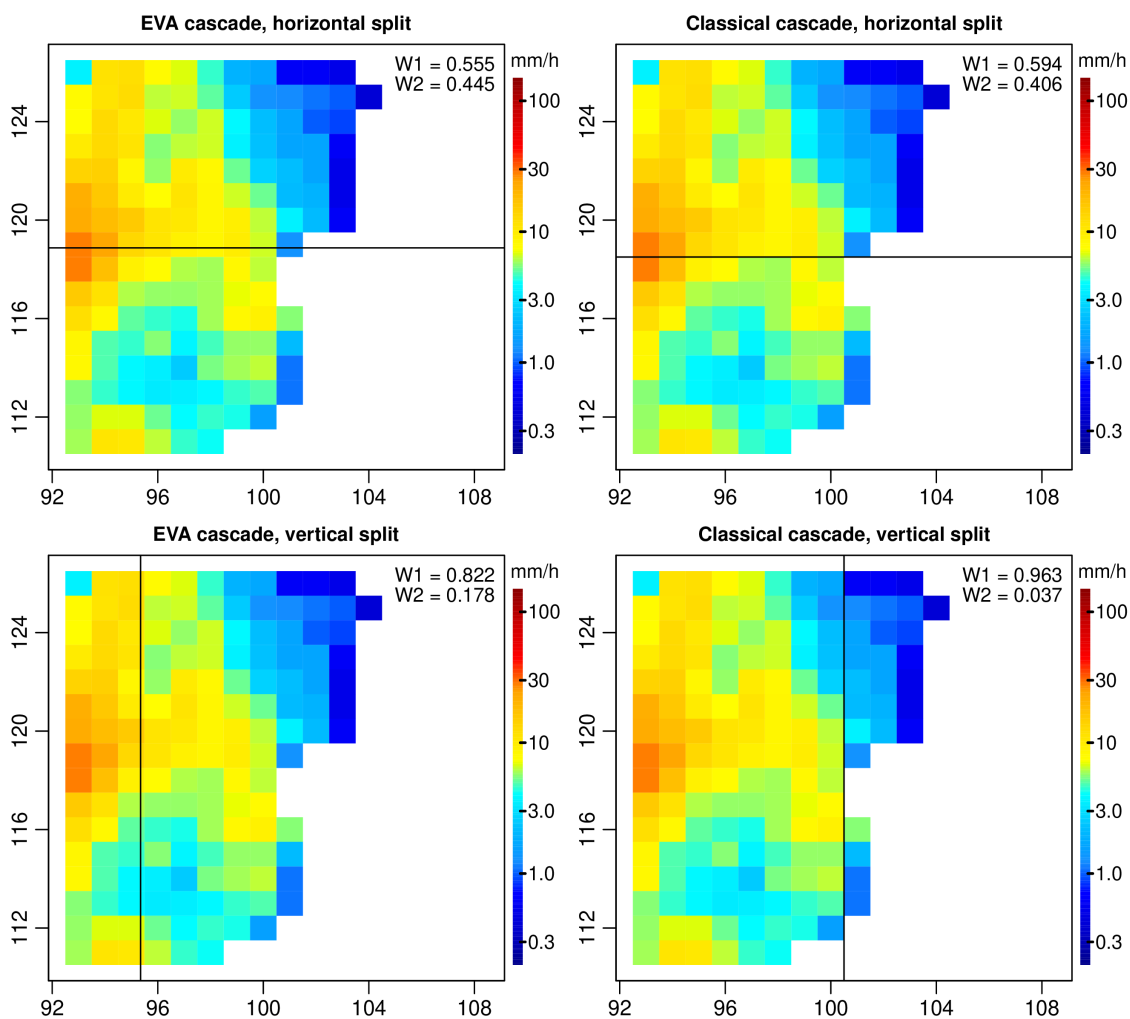 EVA cascade, horizontal split
W1 = 0.555
W2 = 0.445
mm/h
100
30
10
3.0
1.0
0.3
124
120
116
112
92 96 100 104 108
Classical cascade, horizontal split
W1 = 0.594
W2 = 0.406
mm/h
100
30
10
3.0
1.0
0.3
124
120
116
112
92 96 100 104 108
EVA cascade, vertical split
W1 = 0.822
W2 = 0.178
mm/h
100
30
10
3.0
1.0
0.3
124
120
116
112
92 96 100 104 108
Classical cascade, vertical split
W1 = 0.963
W2 = 0.037
mm/h
100
30
10
3.0
1.0
0.3
124
120
116
112
92 96 100 104 108